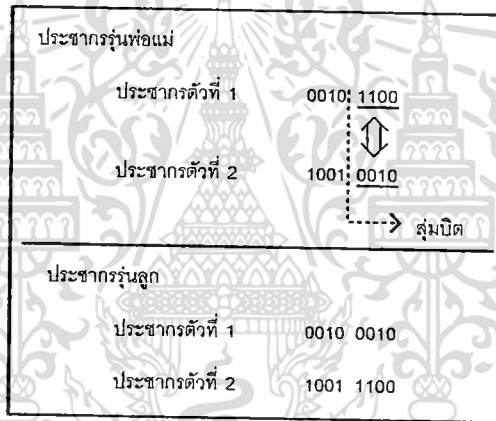 ประชากรรุ่นพ่อแม่
ประชากรตัวที่ 1 0010 1100
ประชากรตัวที่ 2 1001 0010
สุ่มบิต
ประชากรรุ่นลูก
ประชากรตัวที่ 1 0010 0010
ประชากรตัวที่ 2 1001 1100